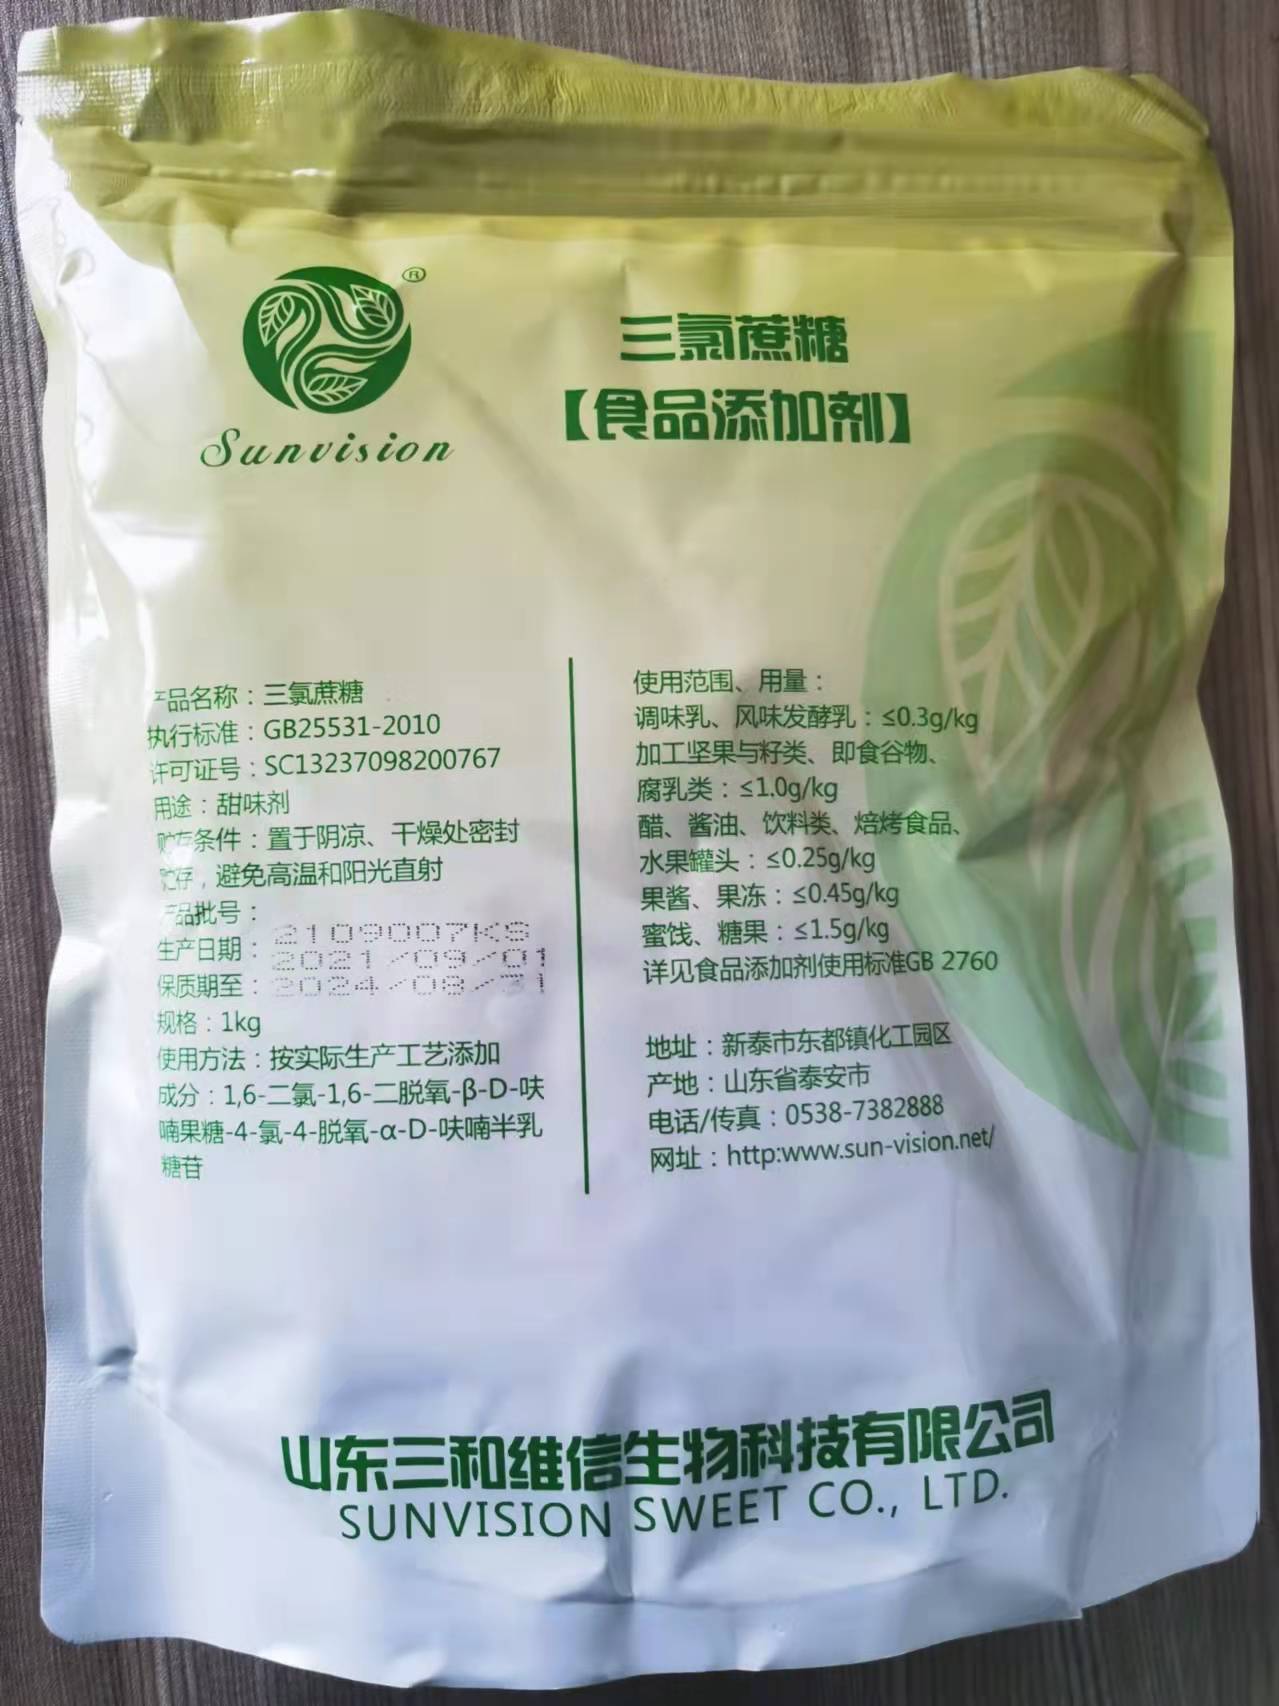 ®
Sunvision
三氯蔗糖
【食品添加剂】
产品名称：三氯蔗糖
执行标准：GB25531-2010
许可证号：SC13237098200767
用途：甜味剂
贮存条件：置于阴凉、干燥处密封
贮存，避免高温和阳光直射
产品批号：2109007KS
生产日期：2021/09/01
保质期至：2024/08/31
规格：1kg
使用方法：按实际生产工艺添加
成分：1,6-二氯-1,6-二脱氧-β-D-呋
喃果糖-4-氯-4-脱氧-α-D-呋喃半乳
糖苷
使用范围、用量：
调味乳、风味发酵乳：≤0.3g/kg
加工坚果与籽类、即食谷物、
腐乳类：≤1.0g/kg
醋、酱油、饮料类、焙烤食品、
水果罐头：≤0.25g/kg
果酱、果冻：≤0.45g/kg
蜜饯、糖果：≤1.5g/kg
详见食品添加剂使用标准GB 2760
地址：新泰市东都镇化工园区
产地：山东省泰安市
电话/传真：0538-7382888
网址：http:www.sun-vision.net/
山东三和维信生物科技有限公司
SUNVISION SWEET CO., LTD.